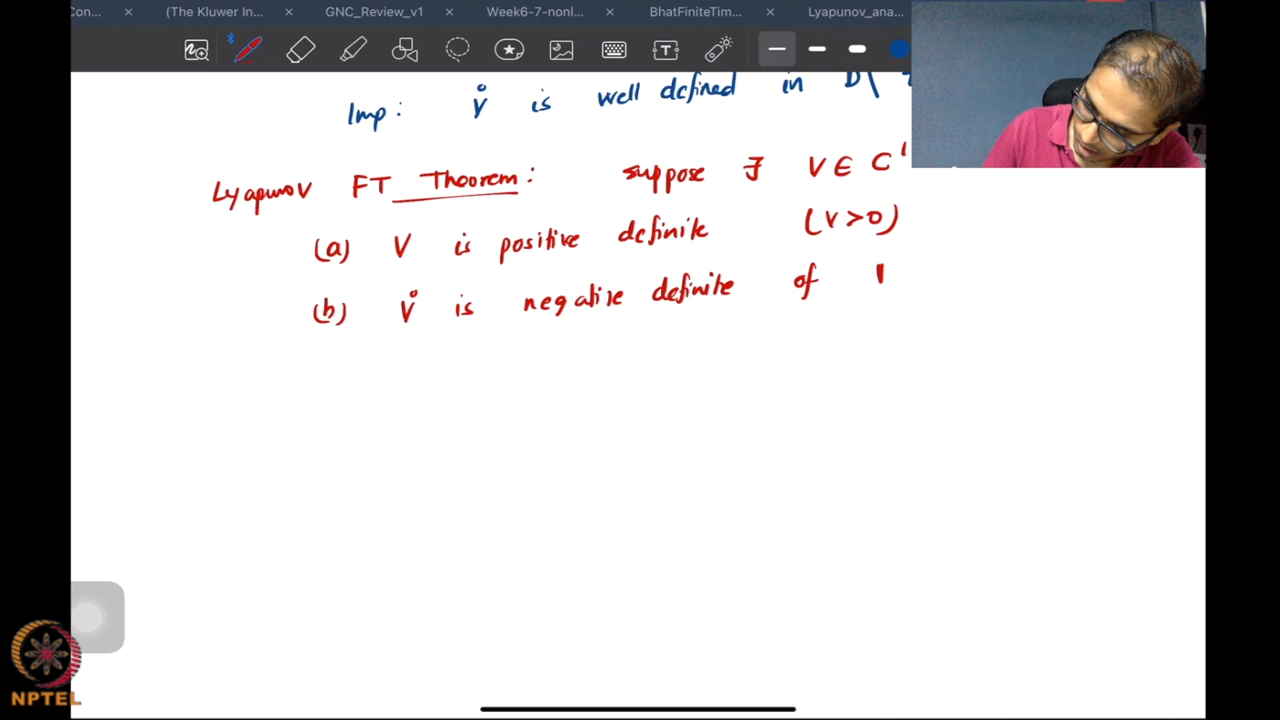 Con... (The Kluwer In... GNC_Review_v1 Week6-7-nonl... BhatFiniteTim... Lyapunov_ana...
Imp: V̇ is well defined in D\
Lyapunov FT Theorem: suppose ∃ V ∈ C¹
(a) V is positive definite (V>0)
(b) V̇ is negative definite of
NPTEL